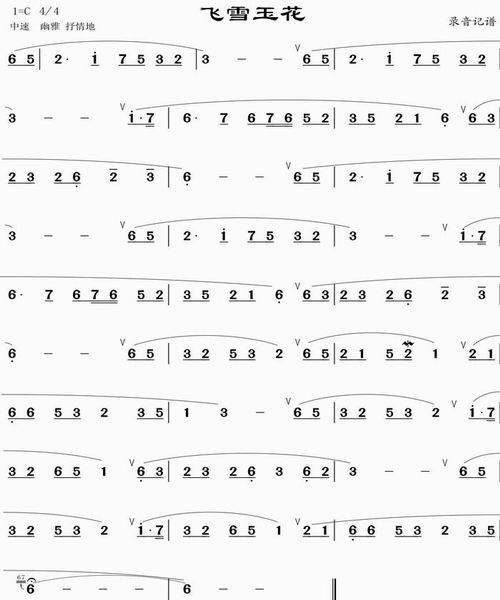 飞雪玉花
1=C 4/4
中速 幽雅 抒情地
录音记谱
6 5 | 2· i 7 5 3 2 | 3 – – V 6 5 | 2· i 7 5 3 2
3 – – V i·7 | 6· 7 6 7 6 5 2 | 3 5 2 1 6 V 6 3
2 3 2 6 2 3 | 6 – – V 6 5 | 2· i 7 5 3 2
3 – – V 6 5 | 2· i 7 5 3 2 | 3 – – V i·7
6· 7 6 7 6 5 2 | 3 5 2 1 6 V 6 3 | 2 3 2 6 2 3
6 – – V 6 5 | 3 2 5 3 2 V 6 5 | 2 1 5 2 1 V 2 1
6 6 5 3 2 3 5 | 1 3 – V 6 5 | 3 2 5 3 2 V i·7
3 2 6 5 1 V 6 3 | 2 3 2 6 3 6 2 | 3 – – V 6 5
3 2 5 3 2 V i·7 | 3 2 6 5 1 V 2 1 | 6 6 5 3 2 3 5
67 6 – – – | 6 – – ‖